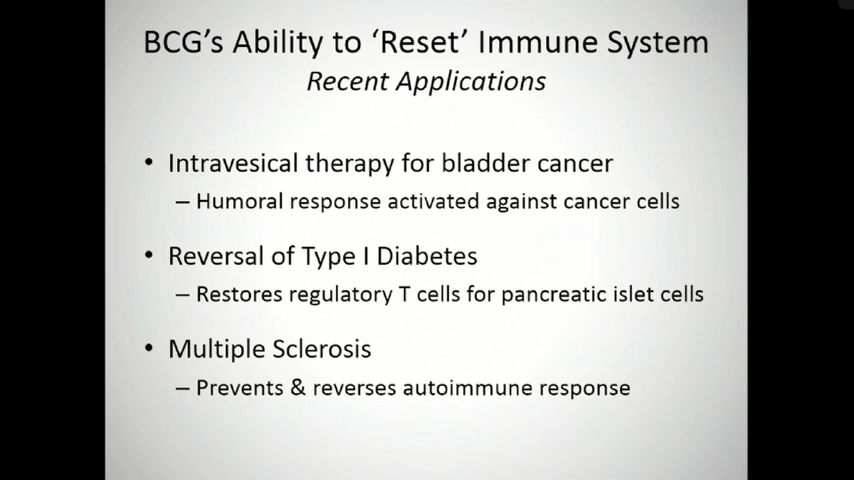 BCG's Ability to 'Reset' Immune System
Recent Applications
• Intravesical therapy for bladder cancer
– Humoral response activated against cancer cells
• Reversal of Type I Diabetes
– Restores regulatory T cells for pancreatic islet cells
• Multiple Sclerosis
– Prevents & reverses autoimmune response